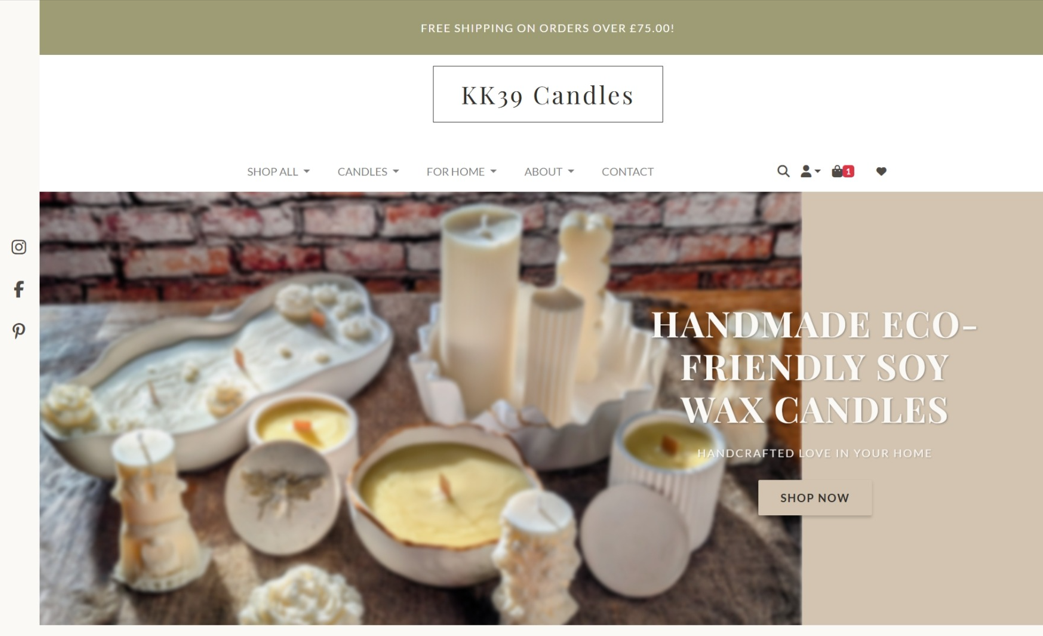 FREE SHIPPING ON ORDERS OVER £75.00!
KK39 Candles
SHOP ALL
CANDLES
FOR HOME
ABOUT
CONTACT
1
HANDMADE ECO-
FRIENDLY SOY
WAX CANDLES
HANDCRAFTED LOVE IN YOUR HOME
SHOP NOW